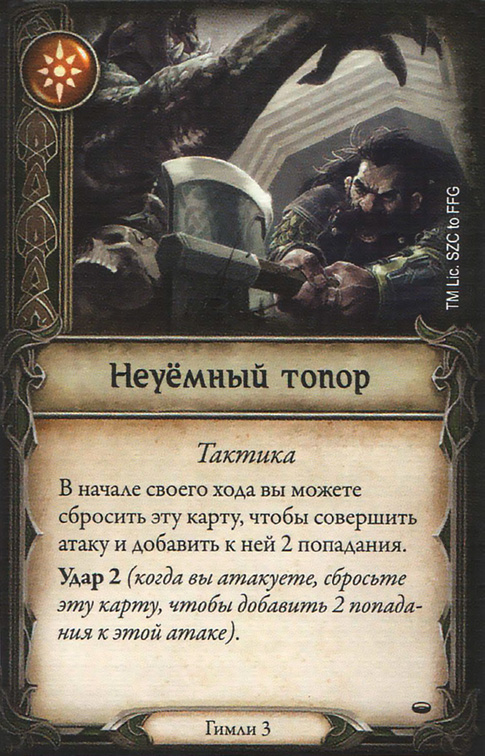 TM Lic. SZC to FFG
Неуёмный топор
Тактика
В начале своего хода вы можете
сбросить эту карту, чтобы совершить
атаку и добавить к ней 2 попадания.
Удар 2 (когда вы атакуете, сбросьте
эту карту, чтобы добавить 2 попада-
ния к этой атаке).
Гимли 3